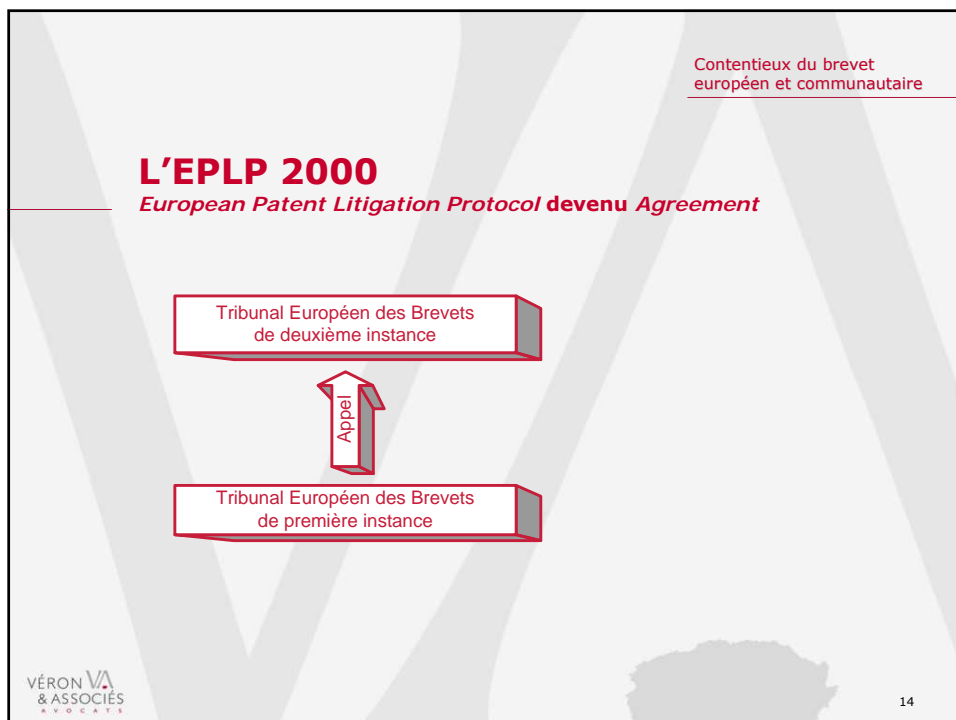 Contentieux du brevet
européen et communautaire
L’EPLP 2000
European Patent Litigation Protocol devenu Agreement
Tribunal Européen des Brevets
de deuxième instance
Appel
Tribunal Européen des Brevets
de première instance
VÉRON VA
& ASSOCIÉS
AVOCATS
14